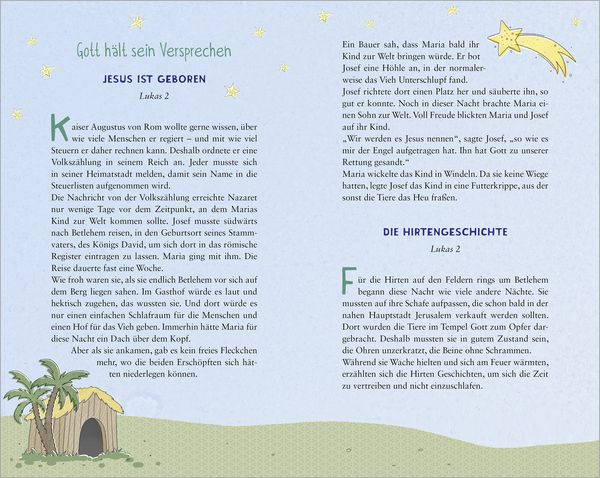 Gott hält sein Versprechen
JESUS IST GEBOREN
Lukas 2
Kaiser Augustus von Rom wollte gerne wissen, über
wie viele Menschen er regiert – und mit wie viel
Steuern er daher rechnen kann. Deshalb ordnete er eine
Volkszählung in seinem Reich an. Jeder musste sich
in seiner Heimatstadt melden, damit sein Name in die
Steuerlisten aufgenommen wird.
Die Nachricht von der Volkszählung erreichte Nazaret
nur wenige Tage vor dem Zeitpunkt, an dem Marias
Kind zur Welt kommen sollte. Josef musste südwärts
nach Betlehem reisen, in den Geburtsort seines Stamm-
vaters, des Königs David, um sich dort in das römische
Register eintragen zu lassen. Maria ging mit ihm. Die
Reise dauerte fast eine Woche.
Wie froh waren sie, als sie endlich Betlehem vor sich auf
dem Berg liegen sahen. Im Gasthof würde es laut und
hektisch zugehen, das wussten sie. Und dort würde es
nur einen einfachen Schlafraum für die Menschen und
einen Hof für das Vieh geben. Immerhin hätte Maria für
diese Nacht ein Dach über dem Kopf.
Aber als sie ankamen, gab es kein freies Fleckchen
mehr, wo die beiden Erschöpften sich hät-
ten niederlegen können.
Ein Bauer sah, dass Maria bald ihr
Kind zur Welt bringen würde. Er bot
Josef eine Höhle an, in der normaler-
weise das Vieh Unterschlupf fand.
Josef richtete dort einen Platz her und säuberte ihn, so
gut er konnte. Noch in dieser Nacht brachte Maria ei-
nen Sohn zur Welt. Voll Freude blickten Maria und Josef
auf ihr Kind.
„Wir werden es Jesus nennen“, sagte Josef, „so wie es
mir der Engel aufgetragen hat. Ihn hat Gott zu unserer
Rettung gesandt.“
Maria wickelte das Kind in Windeln. Da sie keine Wiege
hatten, legte Josef das Kind in eine Futterkrippe, aus der
sonst die Tiere das Heu fraßen.
DIE HIRTENGESCHICHTE
Lukas 2
Für die Hirten auf den Feldern rings um Betlehem
begann diese Nacht wie viele andere Nächte. Sie
mussten auf ihre Schafe aufpassen, die schon bald in der
nahen Hauptstadt Jerusalem verkauft werden sollten.
Dort wurden die Tiere im Tempel Gott zum Opfer dar-
gebracht. Deshalb mussten sie in gutem Zustand sein,
die Ohren unzerkratzt, die Beine ohne Schrammen.
Während sie Wache hielten und sich am Feuer wärmten,
erzählten sich die Hirten Geschichten, um sich die Zeit
zu vertreiben und nicht einzuschlafen.